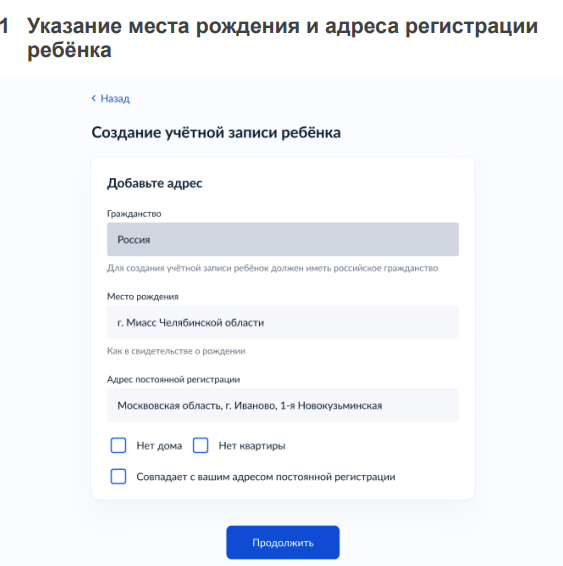 1 Указание места рождения и адреса регистрации
ребёнка
Назад
Создание учётной записи ребёнка
Добавьте адрес
Гражданство
Россия
Для создания учётной записи ребёнок должен иметь российское гражданство
Место рождения
г. Миасс Челябинской области
Как в свидетельстве о рождении
Адрес постоянной регистрации
Москвовская область, г. Иваново, 1-я Новокузьминская
Нет дома Нет квартиры
Совпадает с вашим адресом постоянной регистрации
Продолжить